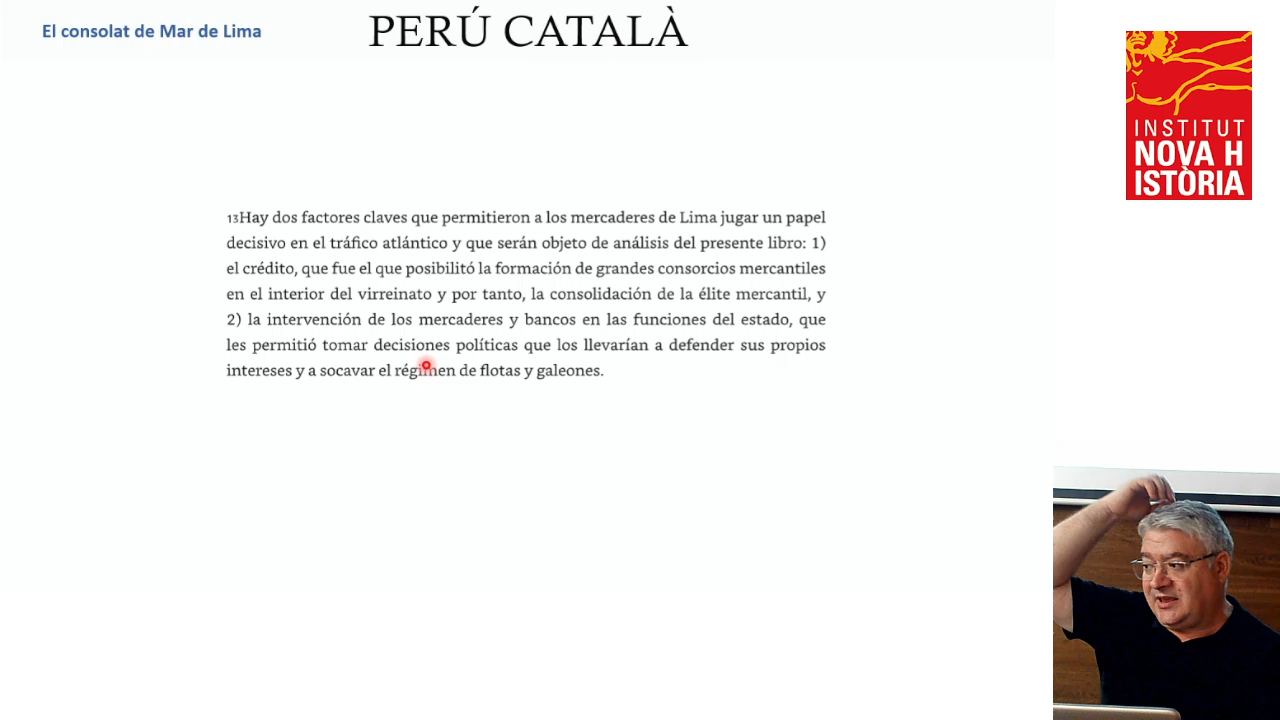 El consolat de Mar de Lima
PERÚ CATALÀ
INSTITUT
NOVA H
ISTÒRIA
13Hay dos factores claves que permitieron a los mercaderes de Lima jugar un papel
decisivo en el tráfico atlántico y que serán objeto de análisis del presente libro: 1)
el crédito, que fue el que posibilitó la formación de grandes consorcios mercantiles
en el interior del virreinato y por tanto, la consolidación de la élite mercantil, y
2) la intervención de los mercaderes y bancos en las funciones del estado, que
les permitió tomar decisiones políticas que los llevarían a defender sus propios
intereses y a socavar el régimen de flotas y galeones.